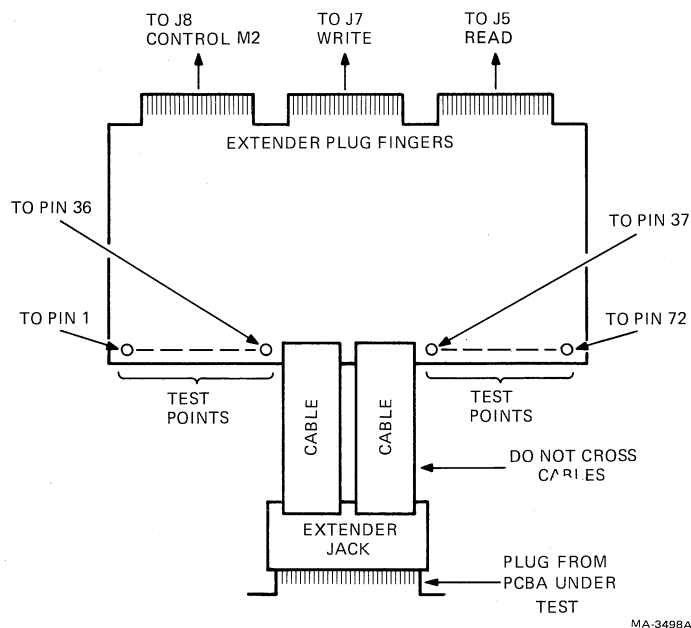 TO J8
CONTROL M2
TO J7
WRITE
TO J5
READ
EXTENDER PLUG FINGERS
TO PIN 36
TO PIN 37
TO PIN 1
TO PIN 72
TEST
POINTS
TEST
POINTS
CABLE
CABLE
DO NOT CROSS
CABLES
EXTENDER
JACK
PLUG FROM
PCBA UNDER
TEST
MA-3498A